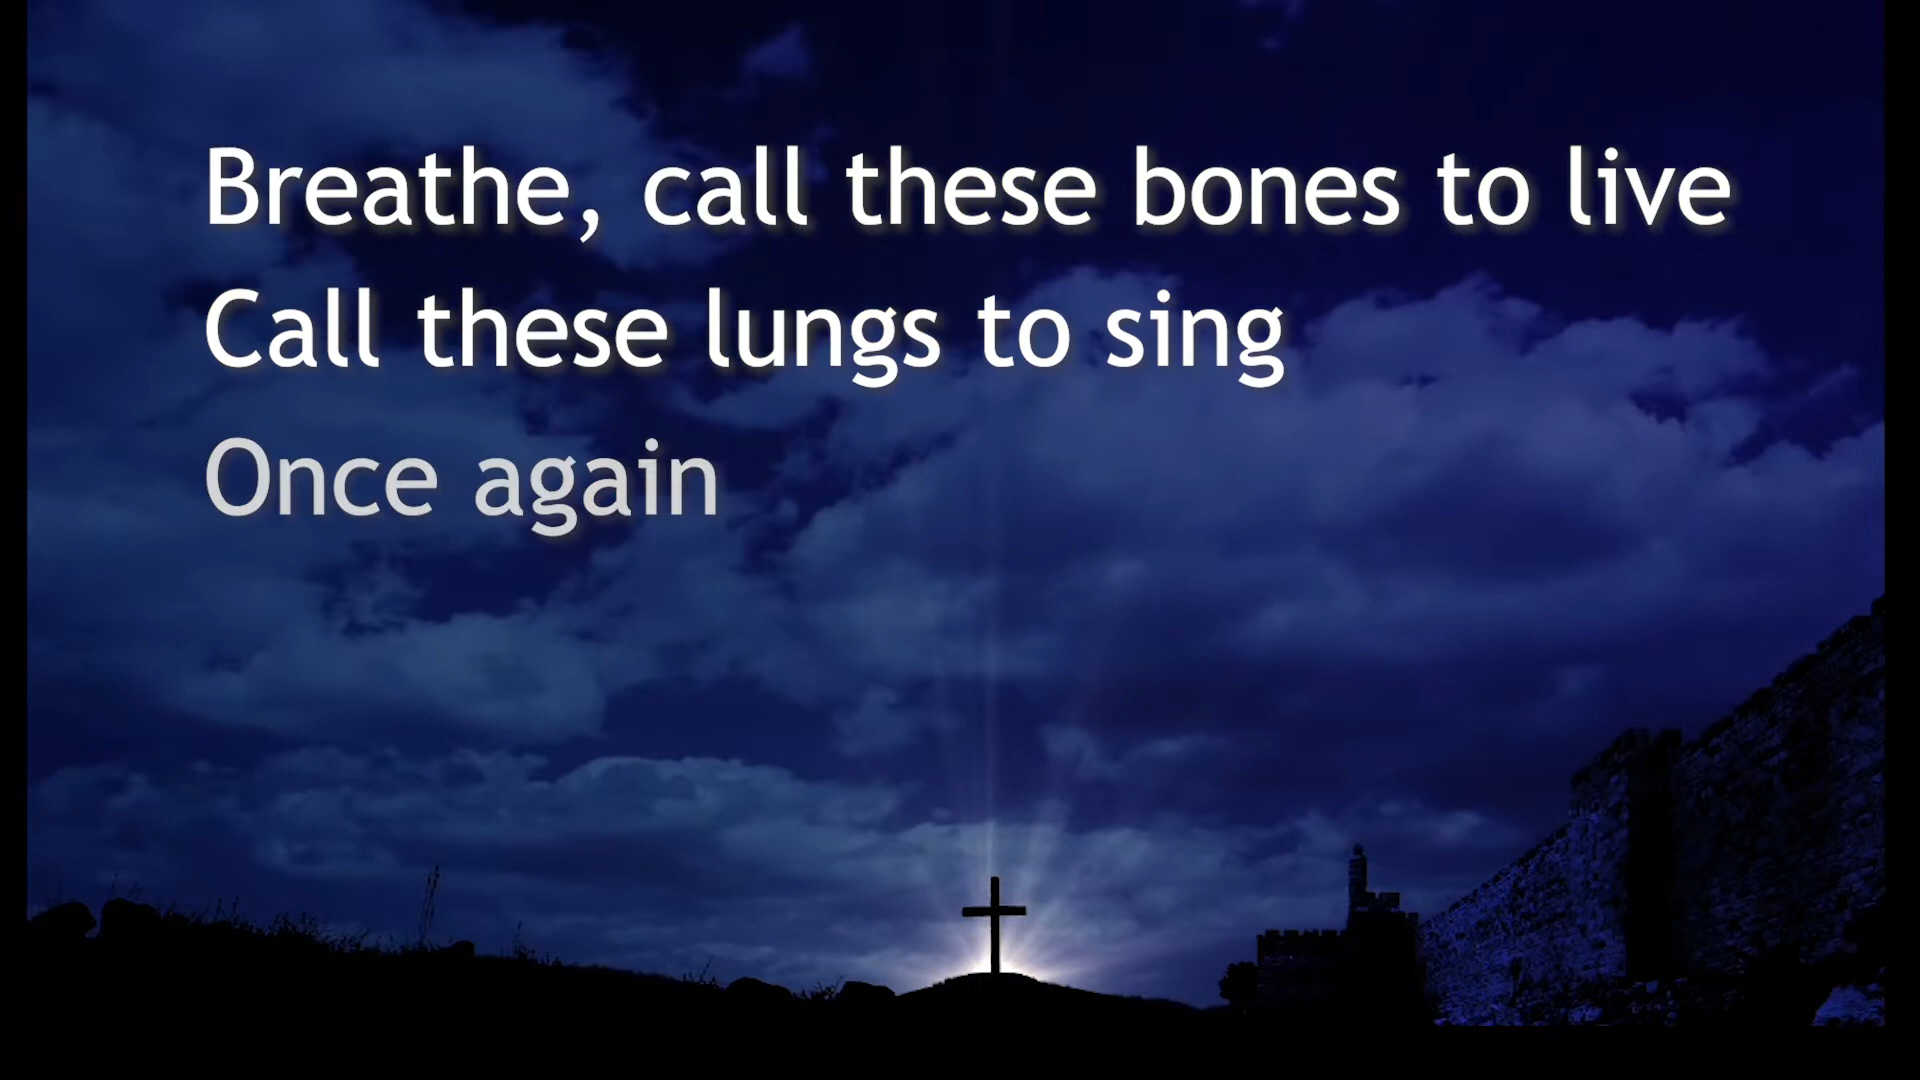 Breathe, call these bones to live
Call these lungs to sing
Once again